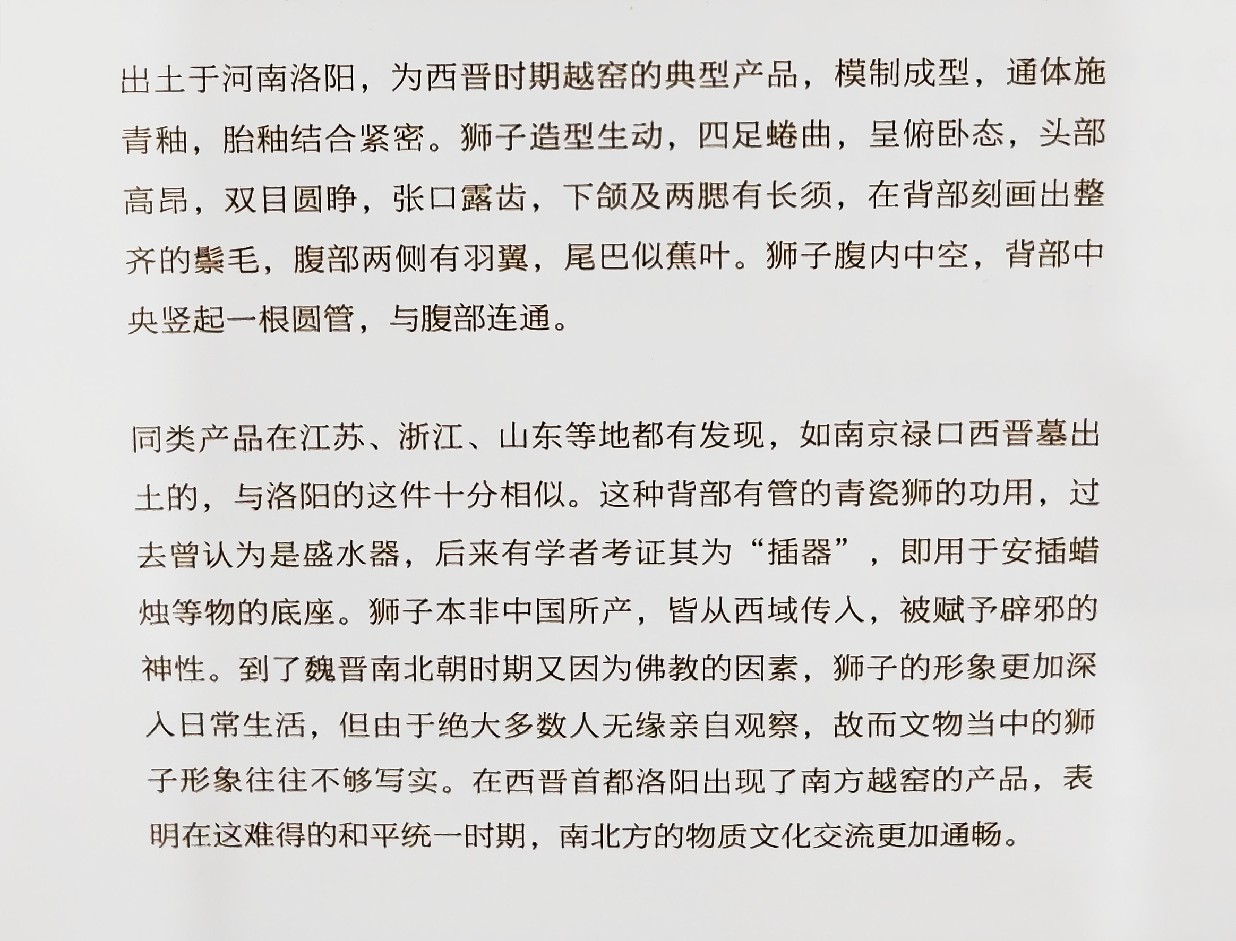 出土于河南洛阳，为西晋时期越窑的典型产品，模制成型，通体施
青釉，胎釉结合紧密。狮子造型生动，四足蜷曲，呈俯卧态，头部
高昂，双目圆睁，张口露齿，下颌及两腮有长须，在背部刻画出整
齐的鬃毛，腹部两侧有羽翼，尾巴似蕉叶。狮子腹内中空，背部中
央竖起一根圆管，与腹部连通。
同类产品在江苏、浙江、山东等地都有发现，如南京禄口西晋墓出
土的，与洛阳的这件十分相似。这种背部有管的青瓷狮的功用，过
去曾认为是盛水器，后来有学者考证其为“插器”，即用于安插蜡
烛等物的底座。狮子本非中国所产，皆从西域传入，被赋予辟邪的
神性。到了魏晋南北朝时期又因为佛教的因素，狮子的形象更加深
入日常生活，但由于绝大多数人无缘亲自观察，故而文物当中的狮
子形象往往不够写实。在西晋首都洛阳出现了南方越窑的产品，表
明在这难得的和平统一时期，南北方的物质文化交流更加通畅。